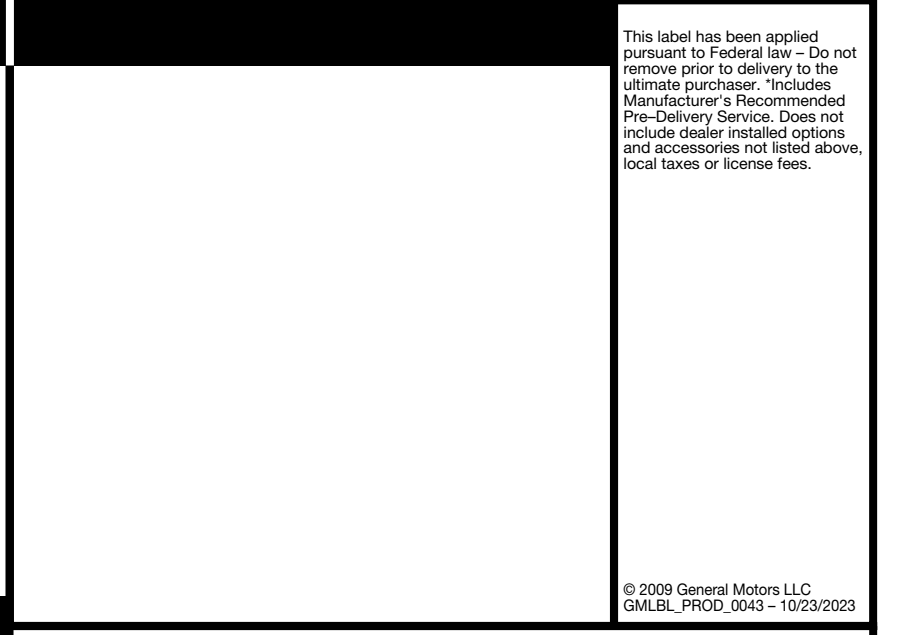 This label has been applied
pursuant to Federal law – Do not
remove prior to delivery to the
ultimate purchaser. *Includes
Manufacturer's Recommended
Pre–Delivery Service. Does not
include dealer installed options
and accessories not listed above,
local taxes or license fees.
© 2009 General Motors LLC
GMLBL_PROD_0043 – 10/23/2023